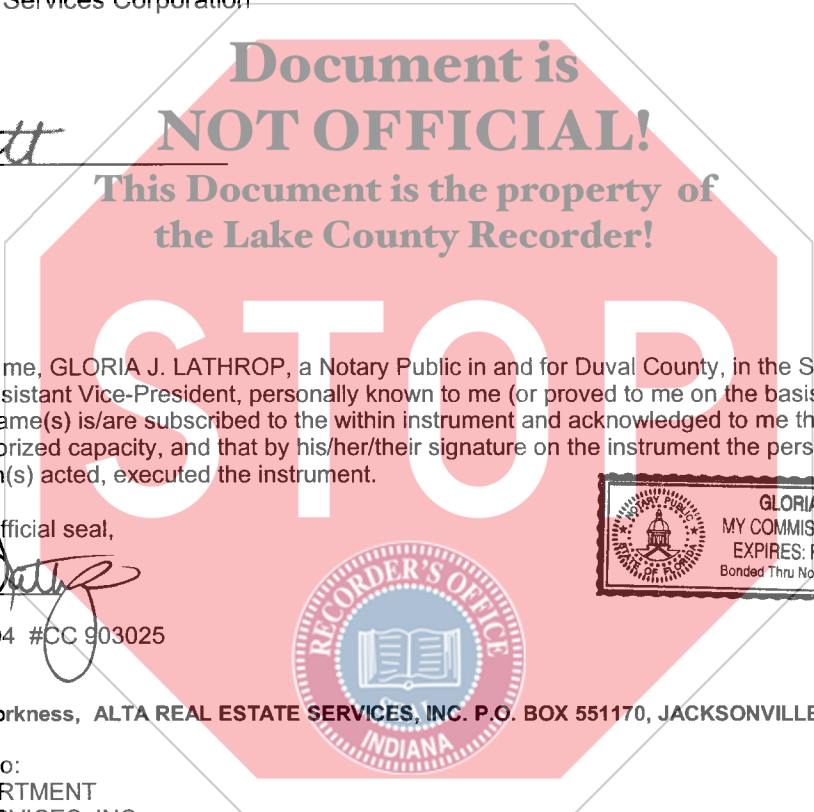 Services Corporation
Document is
NOT OFFICIAL!
This Document is the property of
the Lake County Recorder!
STOP
me, GLORIA J. LATHROP, a Notary Public in and for Duval County, in the S
sistant Vice-President, personally known to me (or proved to me on the basis
ame(s) is/are subscribed to the within instrument and acknowledged to me th
orized capacity, and that by his/her/their signature on the instrument the pers
n(s) acted, executed the instrument.
fficial seal,
NOTARY PUBLIC
STATE OF FLORIDA
GLORIA
MY COMMIS
EXPIRES: F
Bonded Thru No
4 #CC 903025
RECORDER'S OFFICE
SEAL
INDIANA
orkness, ALTA REAL ESTATE SERVICES, INC. P.O. BOX 551170, JACKSONVILLE
o:
RTMENT